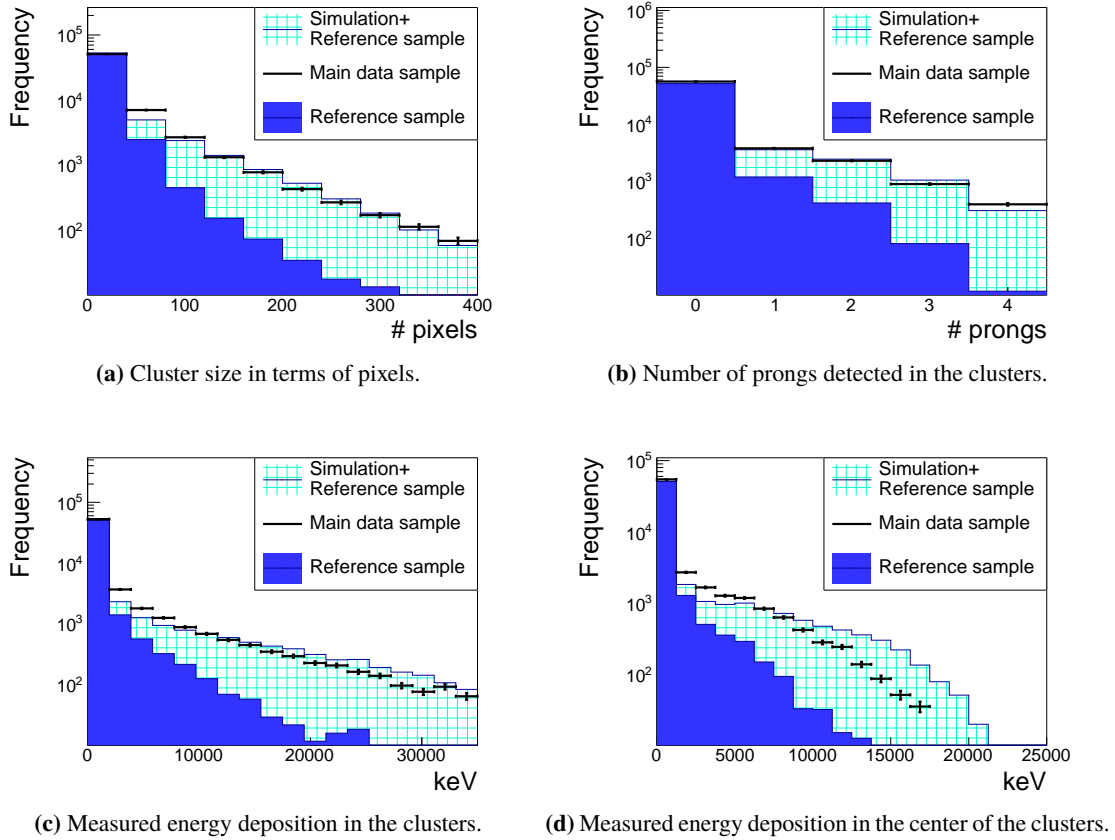 Frequency
10^5
10^4
10^3
10^2
Simulation+
Reference sample
Main data sample
Reference sample
0 100 200 300 400
# pixels
(a) Cluster size in terms of pixels.
Frequency
10^6
10^5
10^4
10^3
10^2
Simulation+
Reference sample
Main data sample
Reference sample
0 1 2 3 4
# prongs
(b) Number of prongs detected in the clusters.
Frequency
10^5
10^4
10^3
10^2
Simulation+
Reference sample
Main data sample
Reference sample
0 10000 20000 30000
keV
(c) Measured energy deposition in the clusters.
Frequency
10^5
10^4
10^3
10^2
Simulation+
Reference sample
Main data sample
Reference sample
0 5000 10000 15000 20000 25000
keV
(d) Measured energy deposition in the center of the clusters.